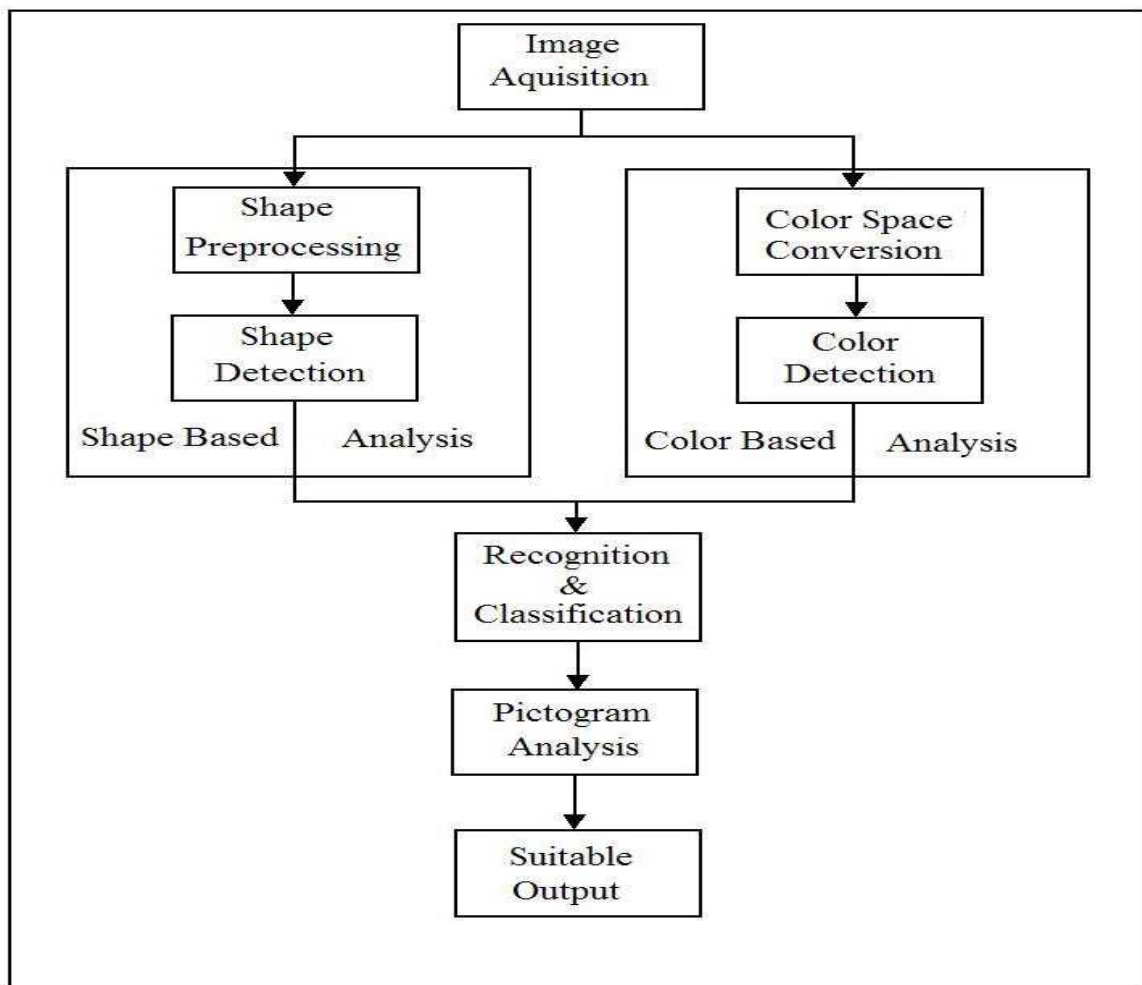 Image
Aquisition
Shape
Preprocessing
Shape
Detection
Shape Based Analysis
Color Space
Conversion
Color
Detection
Color Based Analysis
Recognition
&
Classification
Pictogram
Analysis
Suitable
Output